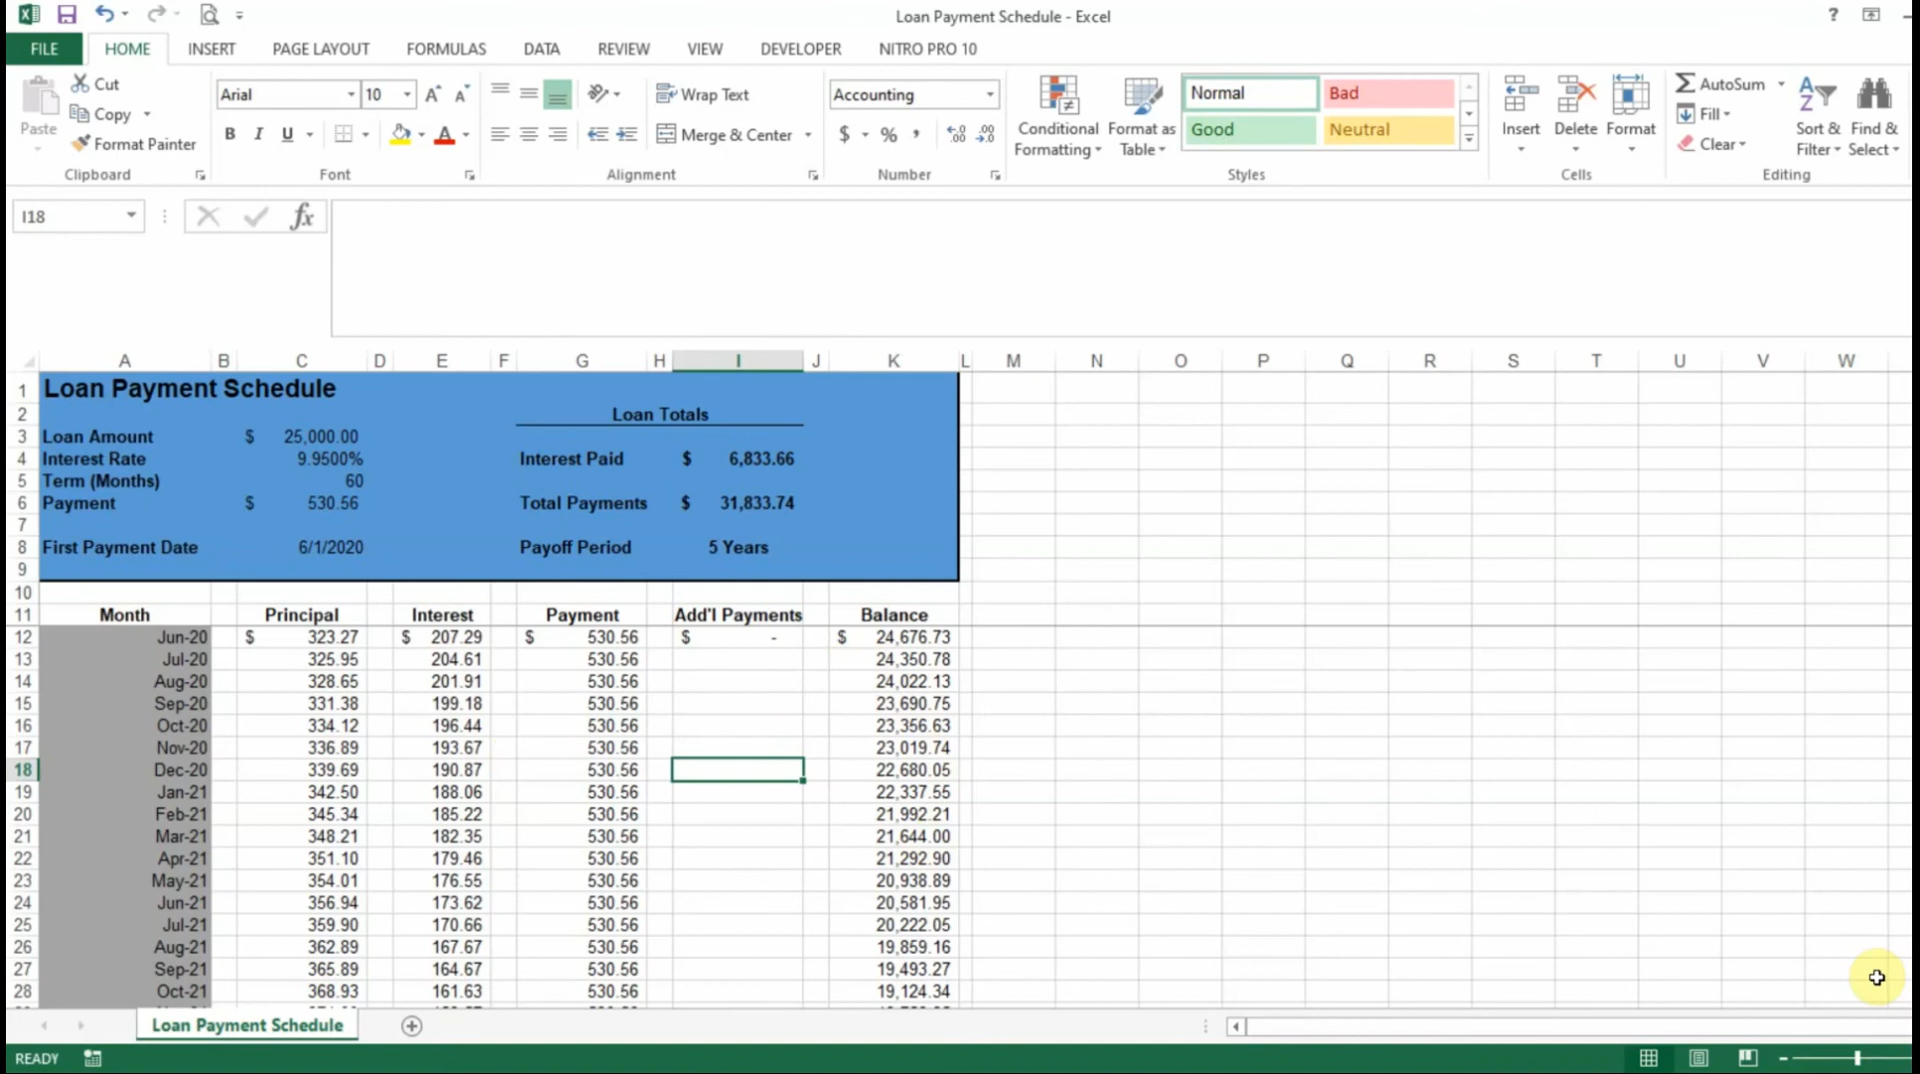 Loan Payment Schedule - Excel
?
FILE HOME INSERT PAGE LAYOUT FORMULAS DATA REVIEW VIEW DEVELOPER NITRO PRO 10
Paste
Cut
Copy
Format Painter
Clipboard
Arial 10
B I U A
Font
Wrap Text
Merge & Center
Alignment
Accounting
$ % ,
Number
Conditional Formatting
Format as Table
Normal Bad
Good Neutral
Styles
Insert Delete Format
Cells
AutoSum
Fill
Clear
Sort & Filter
Find & Select
Editing
I18 fx
A B C D E F G H I J K L M N O P Q R S T U V W
1 Loan Payment Schedule
2 Loan Totals
3 Loan Amount $ 25,000.00
4 Interest Rate 9.9500% Interest Paid $ 6,833.66
5 Term (Months) 60
6 Payment $ 530.56 Total Payments $ 31,833.74
7
8 First Payment Date 6/1/2020 Payoff Period 5 Years
9
10
11 Month Principal Interest Payment Add'l Payments Balance
12 Jun-20 $ 323.27 $ 207.29 $ 530.56 $ - $ 24,676.73
13 Jul-20 325.95 204.61 530.56 24,350.78
14 Aug-20 328.65 201.91 530.56 24,022.13
15 Sep-20 331.38 199.18 530.56 23,690.75
16 Oct-20 334.12 196.44 530.56 23,356.63
17 Nov-20 336.89 193.67 530.56 23,019.74
18 Dec-20 339.69 190.87 530.56 22,680.05
19 Jan-21 342.50 188.06 530.56 22,337.55
20 Feb-21 345.34 185.22 530.56 21,992.21
21 Mar-21 348.21 182.35 530.56 21,644.00
22 Apr-21 351.10 179.46 530.56 21,292.90
23 May-21 354.01 176.55 530.56 20,938.89
24 Jun-21 356.94 173.62 530.56 20,581.95
25 Jul-21 359.90 170.66 530.56 20,222.05
26 Aug-21 362.89 167.67 530.56 19,859.16
27 Sep-21 365.89 164.67 530.56 19,493.27
28 Oct-21 368.93 161.63 530.56 19,124.34
Loan Payment Schedule
READY